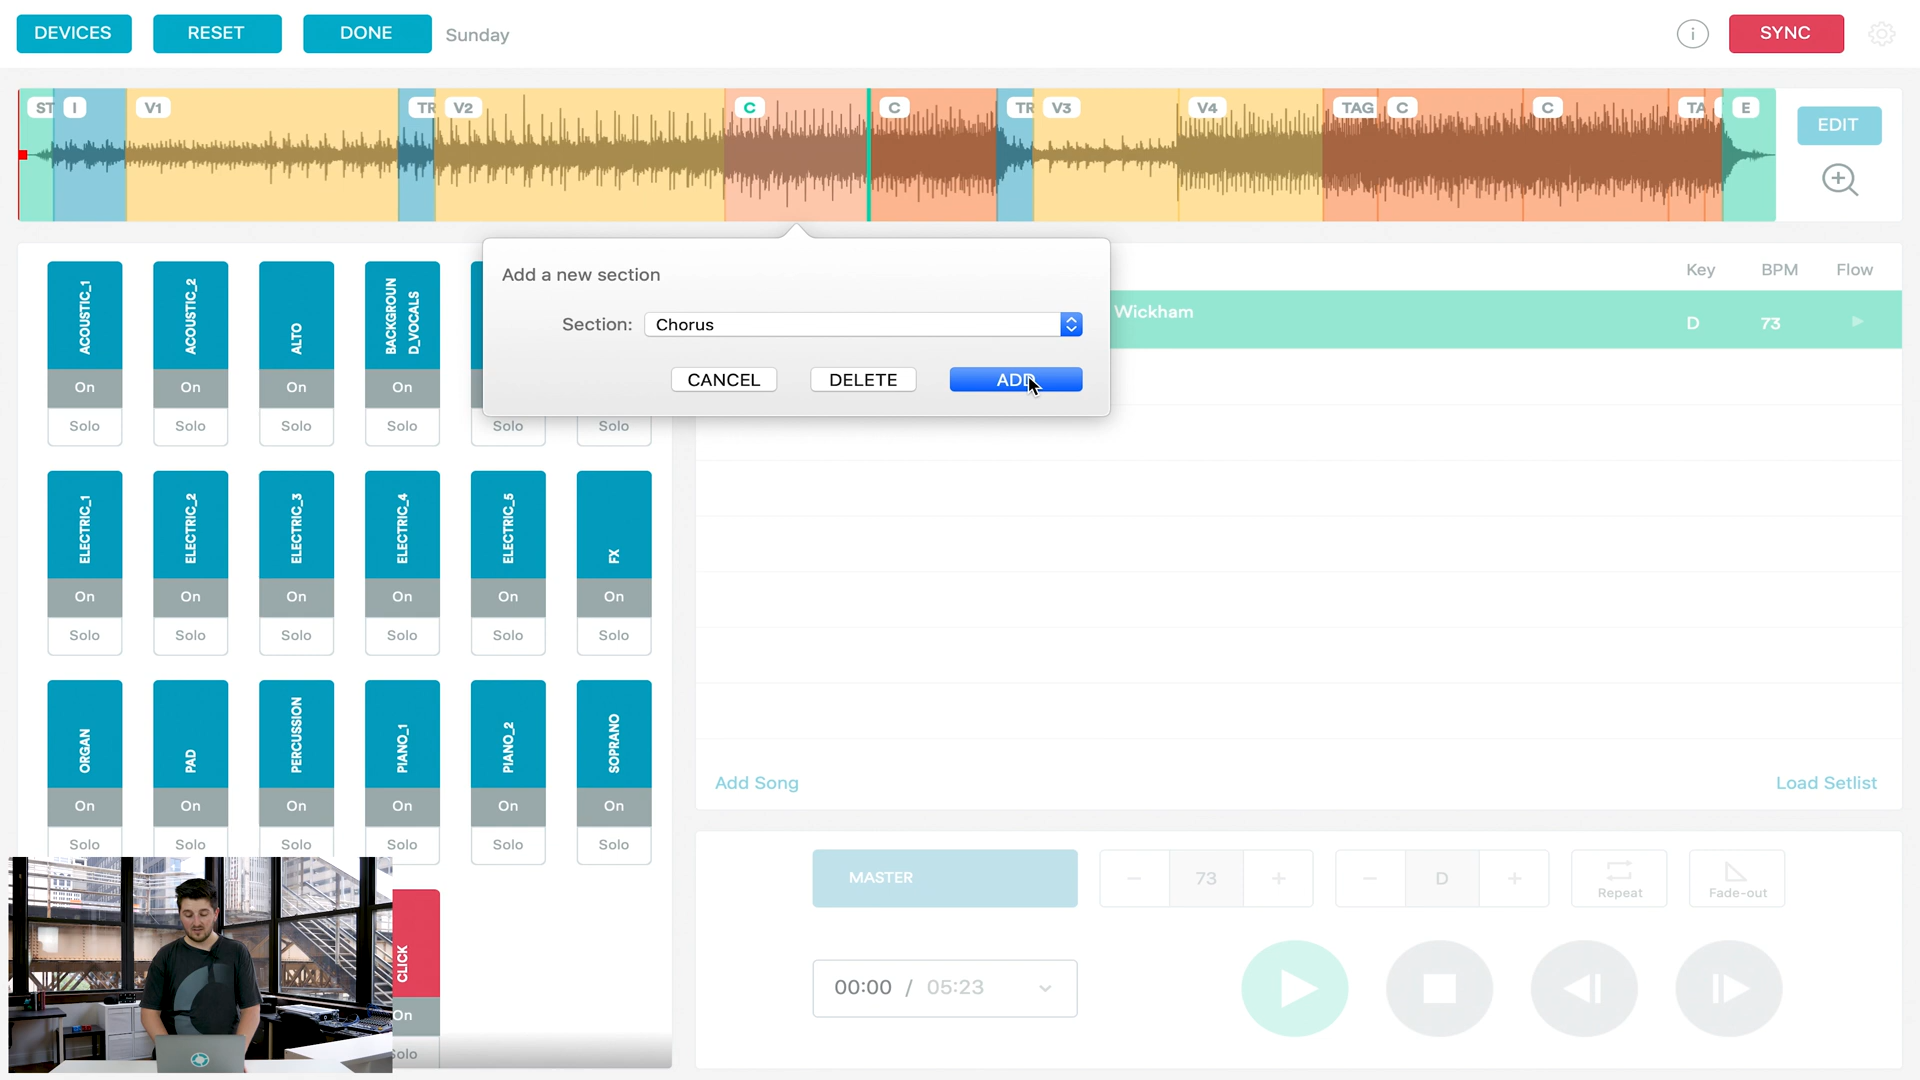 DEVICES RESET DONE Sunday i SYNC
ST I V1 TR V2 C C TR V3 V4 TAG C C TA E
EDIT
Add a new section
Section: Chorus
CANCEL DELETE ADD
Key BPM Flow
Wickham
D 73
ACOUSTIC_1 ACOUSTIC_2 ALTO BACKGROUN
D_VOCALS
On On On On
Solo Solo Solo Solo Solo Solo
ELECTRIC_1 ELECTRIC_2 ELECTRIC_3 ELECTRIC_4 ELECTRIC_5 FX
On On On On On On
Solo Solo Solo Solo Solo Solo
ORGAN PAD PERCUSSION PIANO_1 PIANO_2 SOPRANO
On On On On On On
Solo Solo Solo Solo Solo Solo
CLICK
On
olo
Add Song Load Setlist
MASTER − 73 + − D + Repeat Fade-out
00:00 / 05:23